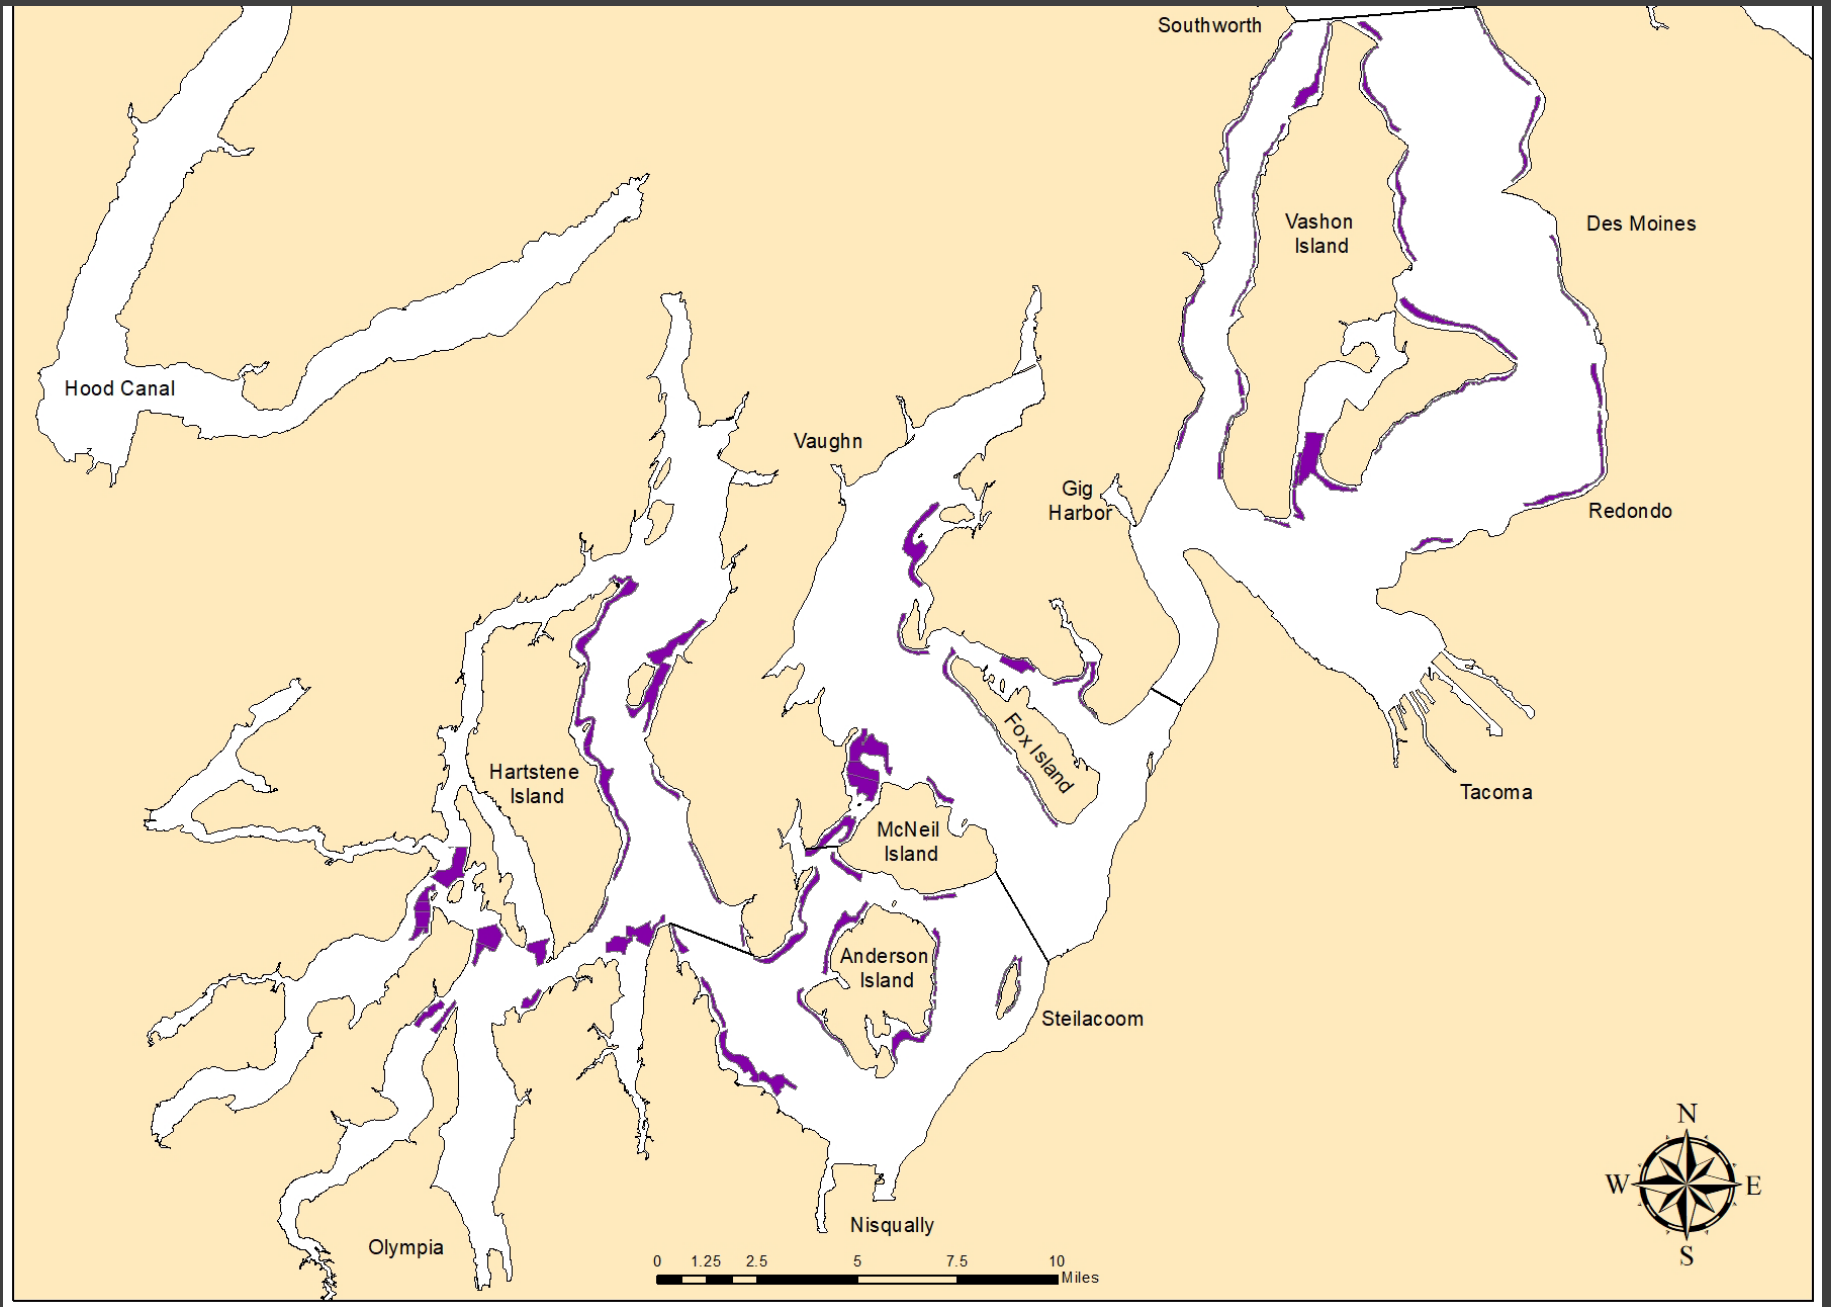 Southworth
Vashon
Island
Des Moines
Hood Canal
Vaughn
Gig
Harbor
Redondo
Fox Island
Hartstene
Island
Tacoma
McNeil
Island
Anderson
Island
Steilacoom
N
W
E
S
Nisqually
Olympia
0 1.25 2.5 5 7.5 10
Miles